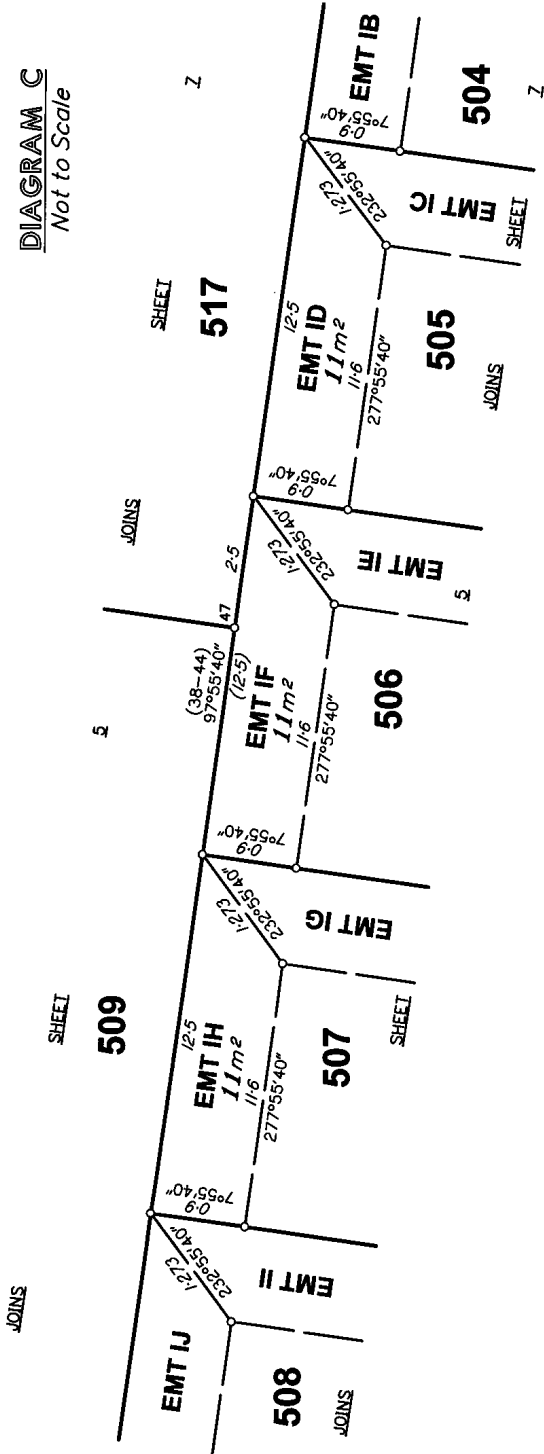 DIAGRAM C
Not to Scale
7
SHEET
517
JOINS
5
SHEET
509
JOINS
EMT IB
0·9
7°55'40"
504
7
1·273
232°55'40"
EMT IC
SHEET
12·5
EMT ID
11m²
11·6
277°55'40"
505
JOINS
0·9
7°55'40"
1·273
232°55'40"
EMT IE
5
2·5
47
(38-44)
97°55'40"
(12·5)
EMT IF
11m²
11·6
277°55'40"
506
0·9
7°55'40"
1·273
232°55'40"
EMT IG
SHEET
12·5
EMT IH
11m²
11·6
277°55'40"
507
0·9
7°55'40"
1·273
232°55'40"
EMT II
EMT IJ
508
JOINS